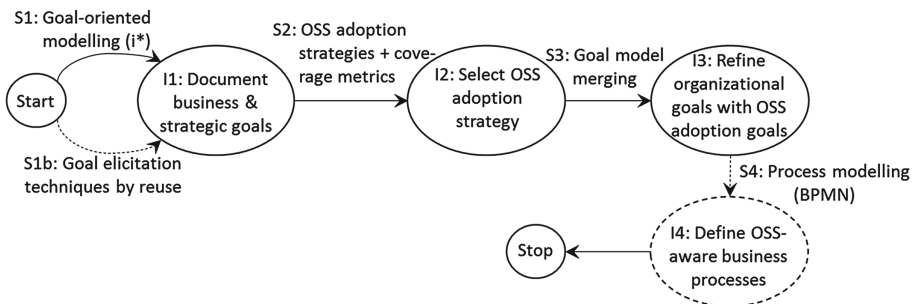 S1: Goal-oriented
modelling (i*)
Start
S1b: Goal elicitation
techniques by reuse
I1: Document
business &
strategic goals
S2: OSS adoption
strategies + cove-
rage metrics
I2: Select OSS
adoption
strategy
S3: Goal model
merging
I3: Refine
organizational
goals with OSS
adoption goals
S4: Process modelling
(BPMN)
I4: Define OSS-
aware business
processes
Stop